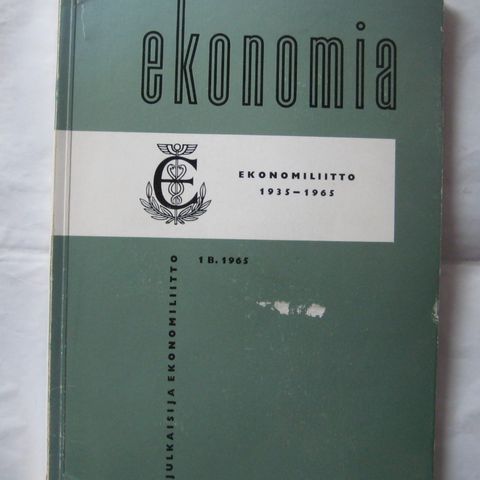 ekonomia
E
EKONOMILIITTO
1935–1965
1 B. 1965
JULKAISIJA EKONOMILIITTO